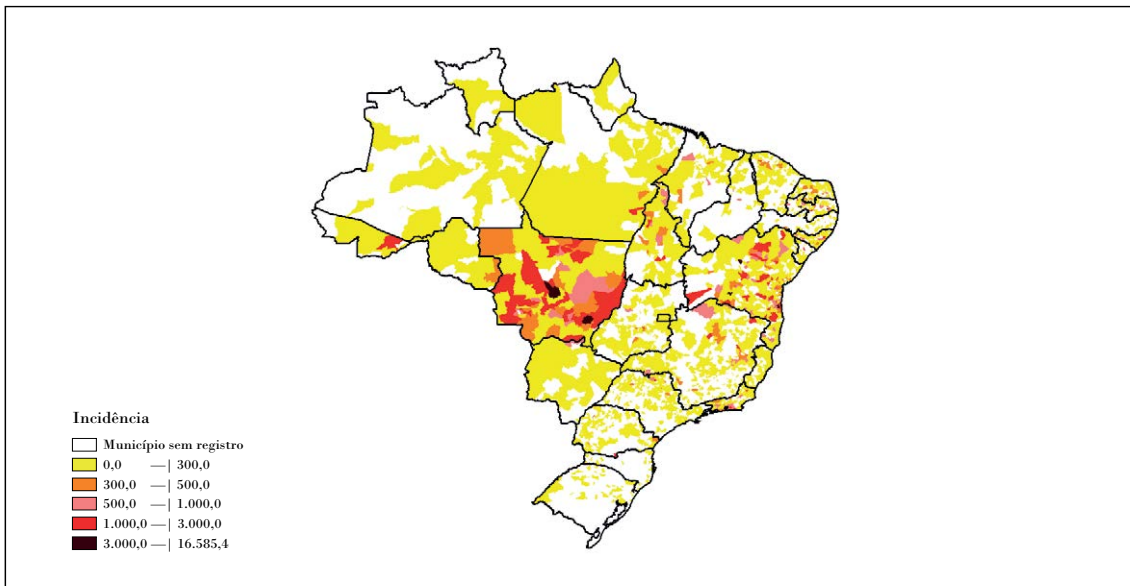 Incidência
Município sem registro
0,0 —| 300,0
300,0 —| 500,0
500,0 —| 1.000,0
1.000,0 —| 3.000,0
3.000,0 —| 16.585,4